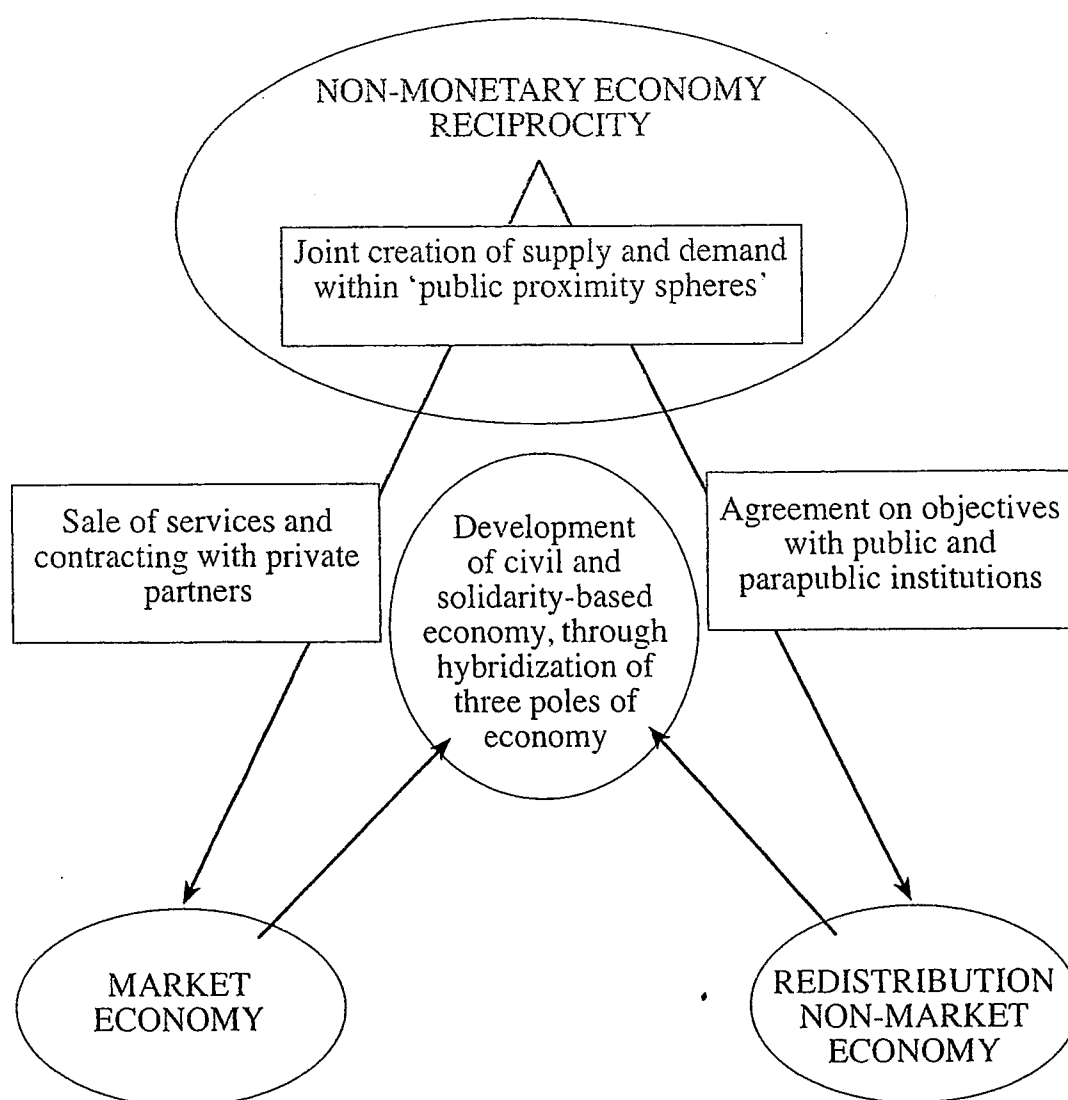 NON-MONETARY ECONOMY
RECIPROCITY
Joint creation of supply and demand
within ‘public proximity spheres’
Sale of services and
contracting with private
partners
Development
of civil and
solidarity-based
economy, through
hybridization of
three poles of
economy
Agreement on objectives
with public and
parapublic institutions
MARKET
ECONOMY
REDISTRIBUTION
NON-MARKET
ECONOMY